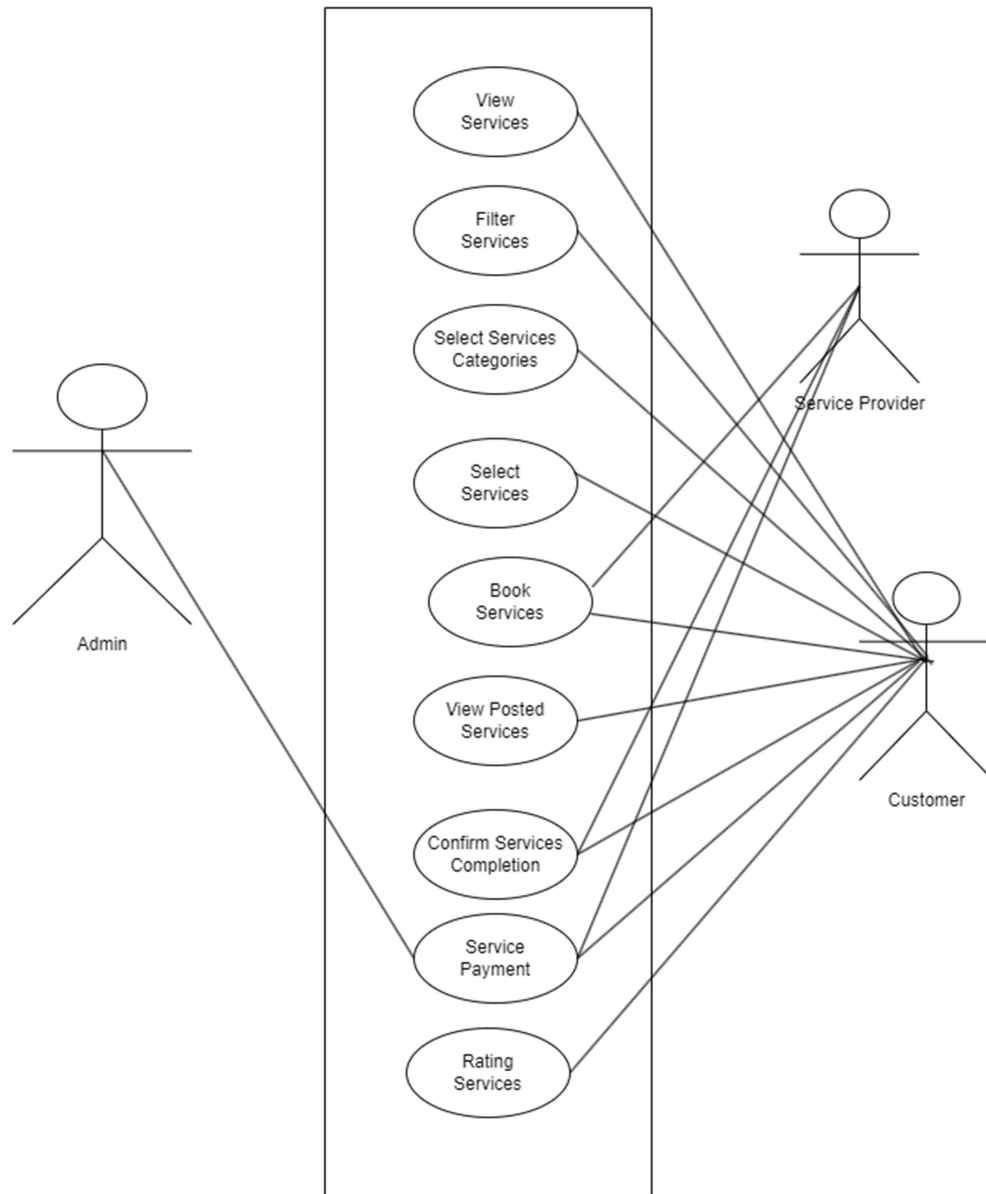 View
Services
Filter
Services
Select Services
Categories
Service Provider
Select
Services
Book
Services
Admin
View Posted
Services
Customer
Confirm Services
Completion
Service
Payment
Rating
Services